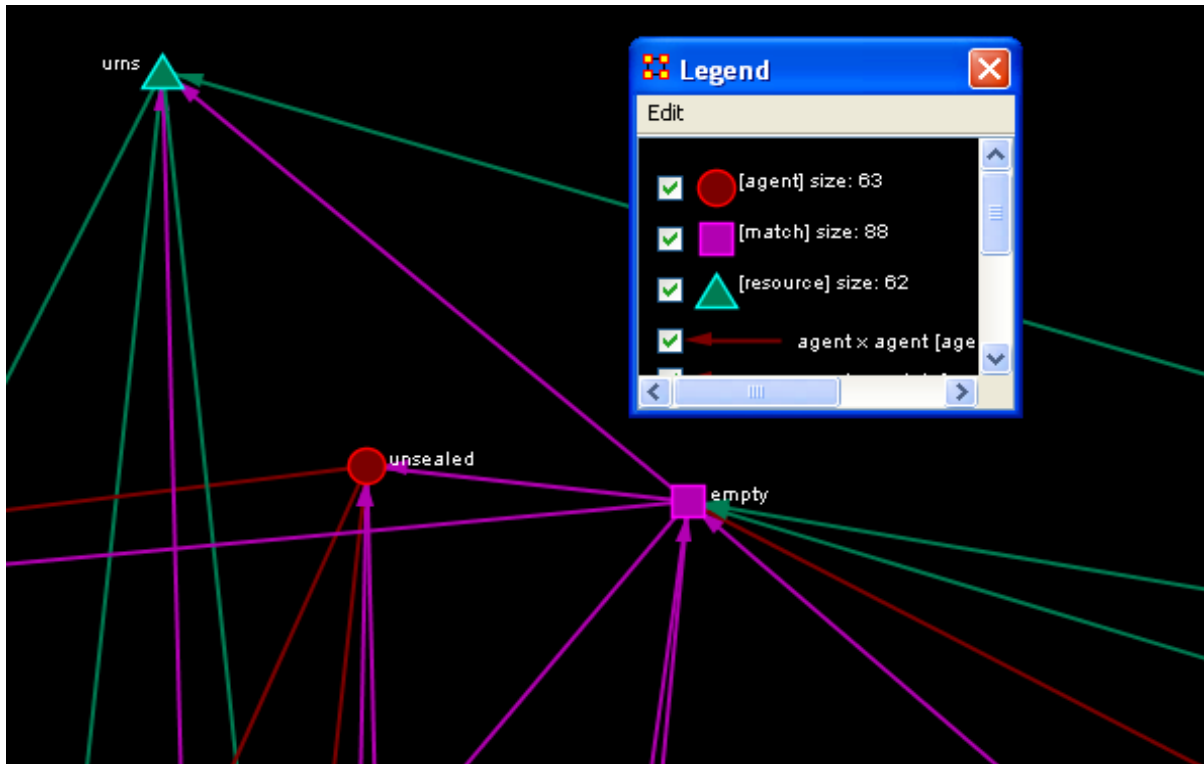 urns
Legend
Edit
[agent] size: 63
[match] size: 88
[resource] size: 62
agent x agent [age
unsealed
empty